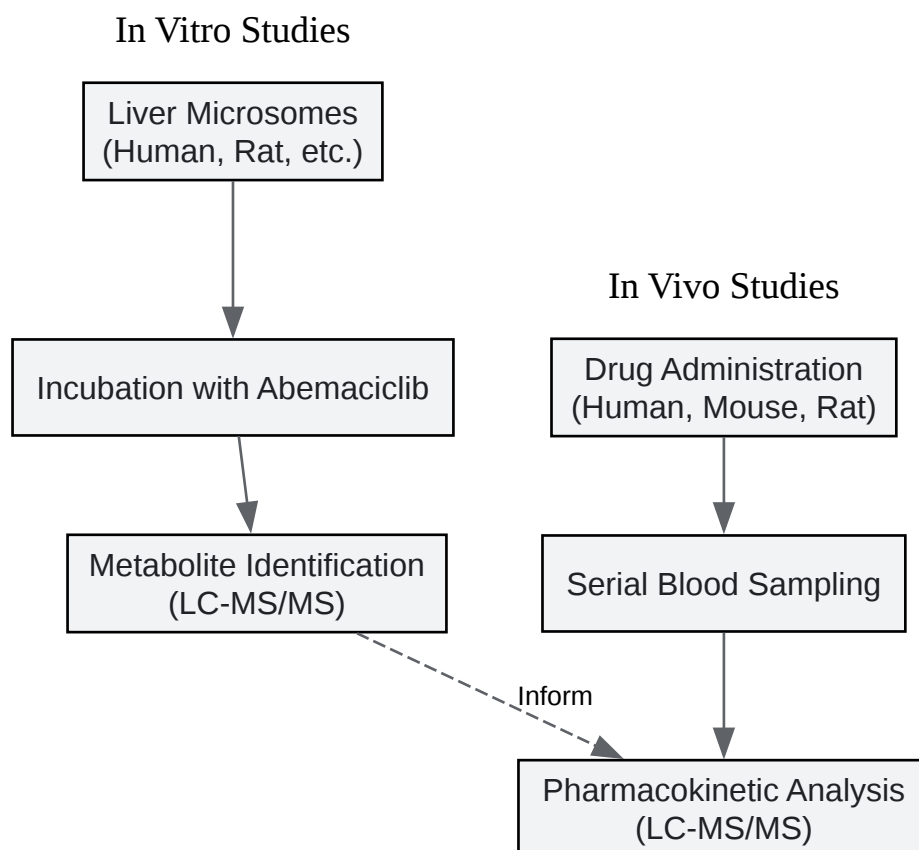 In Vitro Studies
Liver Microsomes
(Human, Rat, etc.)
Incubation with Abemaciclib
Metabolite Identification
(LC-MS/MS)
Inform
In Vivo Studies
Drug Administration
(Human, Mouse, Rat)
Serial Blood Sampling
Pharmacokinetic Analysis
(LC-MS/MS)